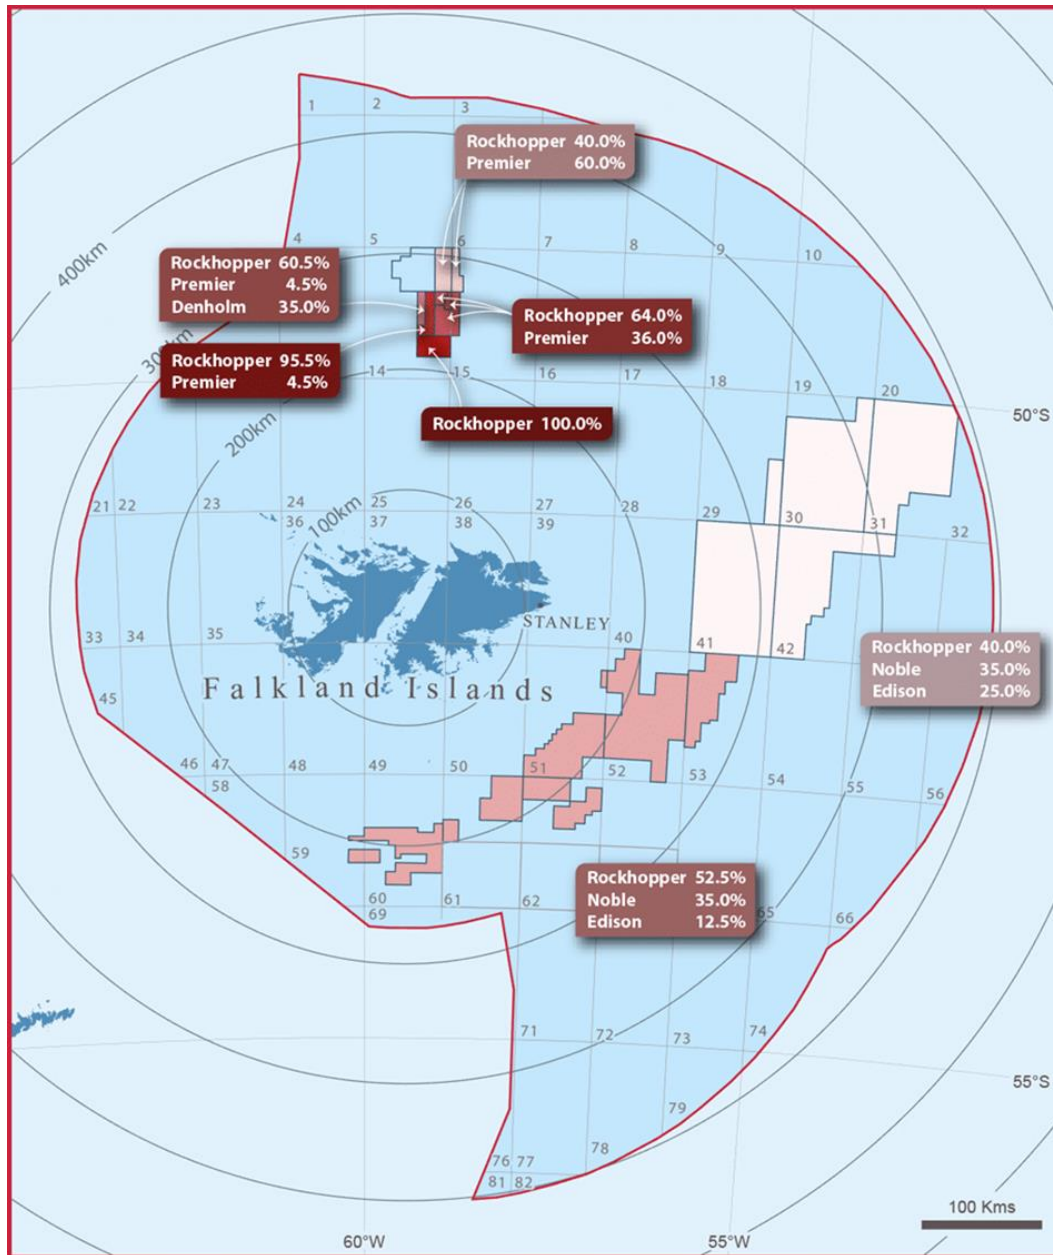 1 2 3
Rockhopper 40.0%
Premier 60.0%
4 5 6 7 8 9 10
400km
Rockhopper 60.5%
Premier 4.5%
Denholm 35.0%
Rockhopper 64.0%
Premier 36.0%
Rockhopper 95.5%
Premier 4.5%
14 15 16 17 18 19 20
Rockhopper 100.0%
50°S
200km
21 22 23 24 25 26 27 28 29 30 31 32
100km
36 37 38 39
STANLEY
33 34 35 40 41 42
Rockhopper 40.0%
Noble 35.0%
Edison 25.0%
Falkland Islands
45
46 47 48 49 50 51 52 53 54 55 56
58
59
Rockhopper 52.5%
Noble 35.0%
Edison 12.5%
60 61 62 65 66
69
71 72 73 74
55°S
79
76 77 78
81 82
100 Kms
60°W 55°W